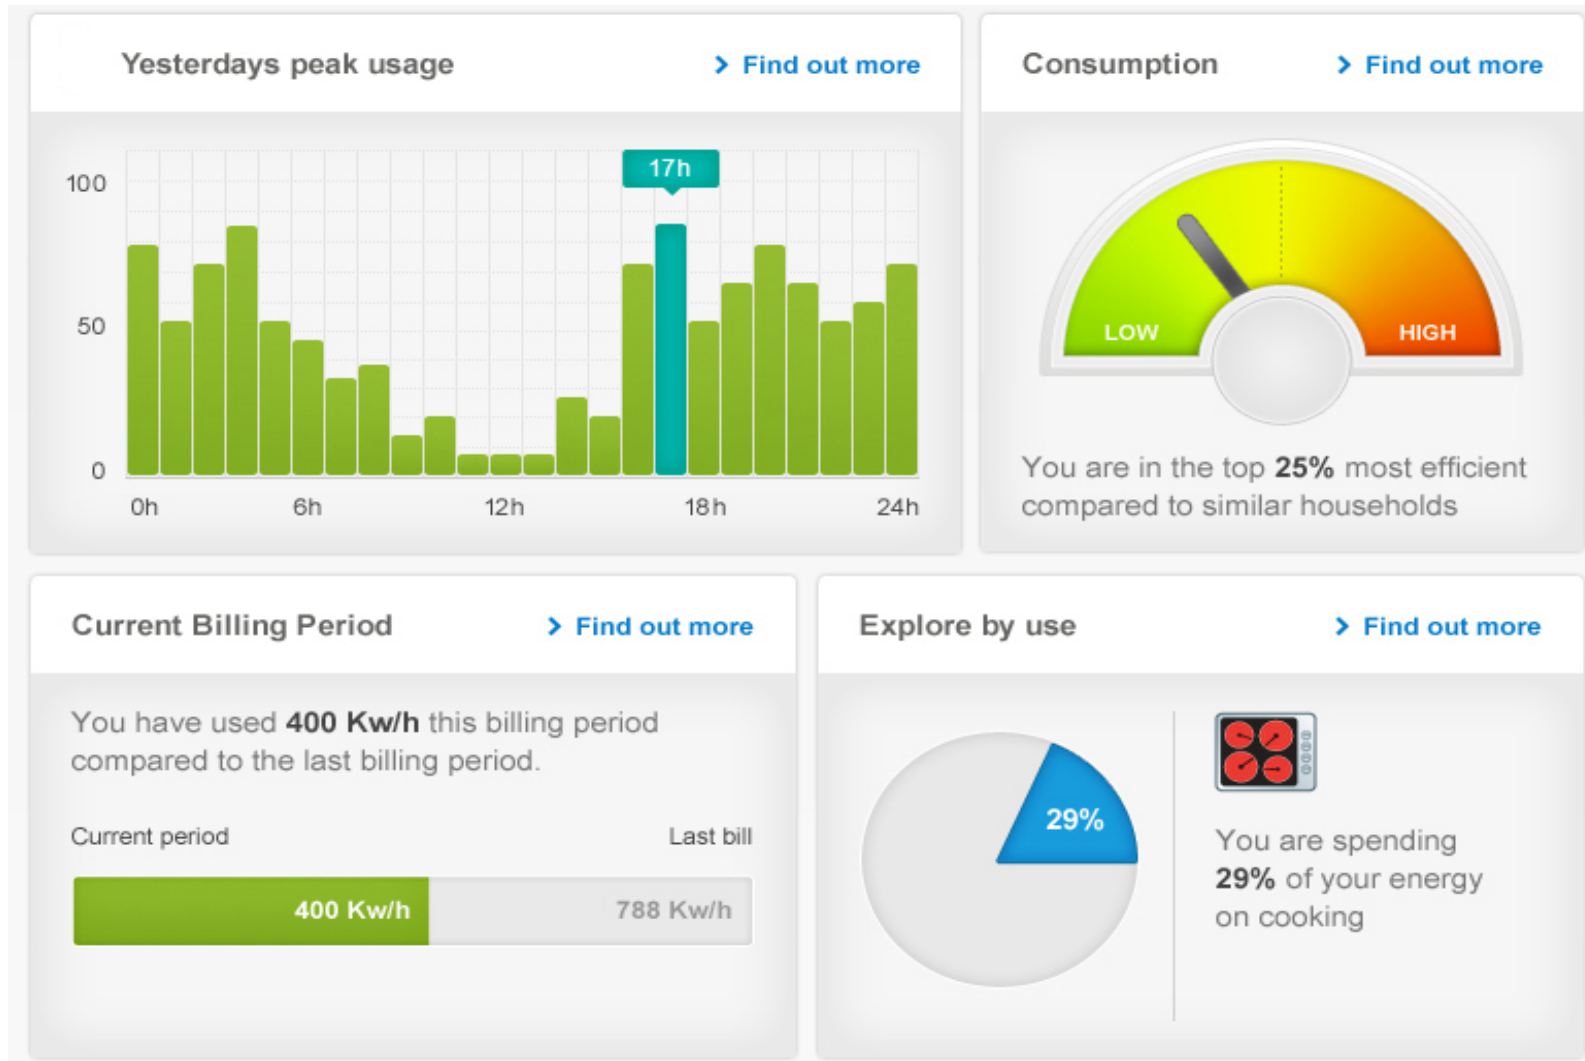 Yesterdays peak usage
> Find out more
100
50
0
17h
0h
6h
12h
18h
24h
Consumption
> Find out more
LOW
HIGH
You are in the top 25% most efficient
compared to similar households
Current Billing Period
> Find out more
You have used 400 Kw/h this billing period
compared to the last billing period.
Current period
Last bill
400 Kw/h
788 Kw/h
Explore by use
> Find out more
29%
You are spending
29% of your energy
on cooking